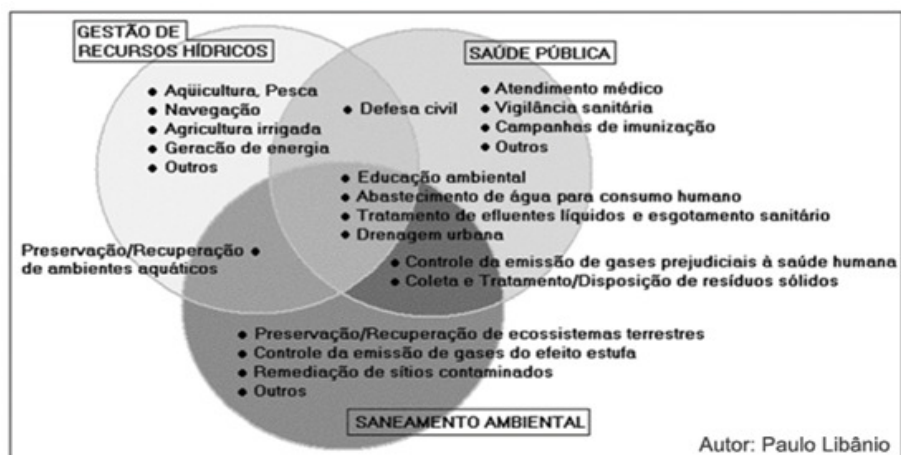 GESTÃO DE
RECURSOS HÍDRICOS
SAÚDE PÚBLICA
● Aqüicultura, Pesca
● Navegação
● Agricultura irrigada
● Geracão de energia
● Outros
● Defesa civil
● Atendimento médico
● Vigilância sanitária
● Campanhas de imunização
● Outros
● Educação ambiental
● Abastecimento de água para consumo humano
● Tratamento de efluentes líquidos e esgotamento sanitário
● Drenagem urbana
Preservação/Recuperação ●
de ambientes aquáticos
● Controle da emissão de gases prejudiciais à saúde humana
● Coleta e Tratamento/Disposição de resíduos sólidos
● Preservação/Recuperação de ecossistemas terrestres
● Controle da emissão de gases do efeito estufa
● Remediação de sítios contaminados
● Outros
SANEAMENTO AMBIENTAL
Autor: Paulo Libânio